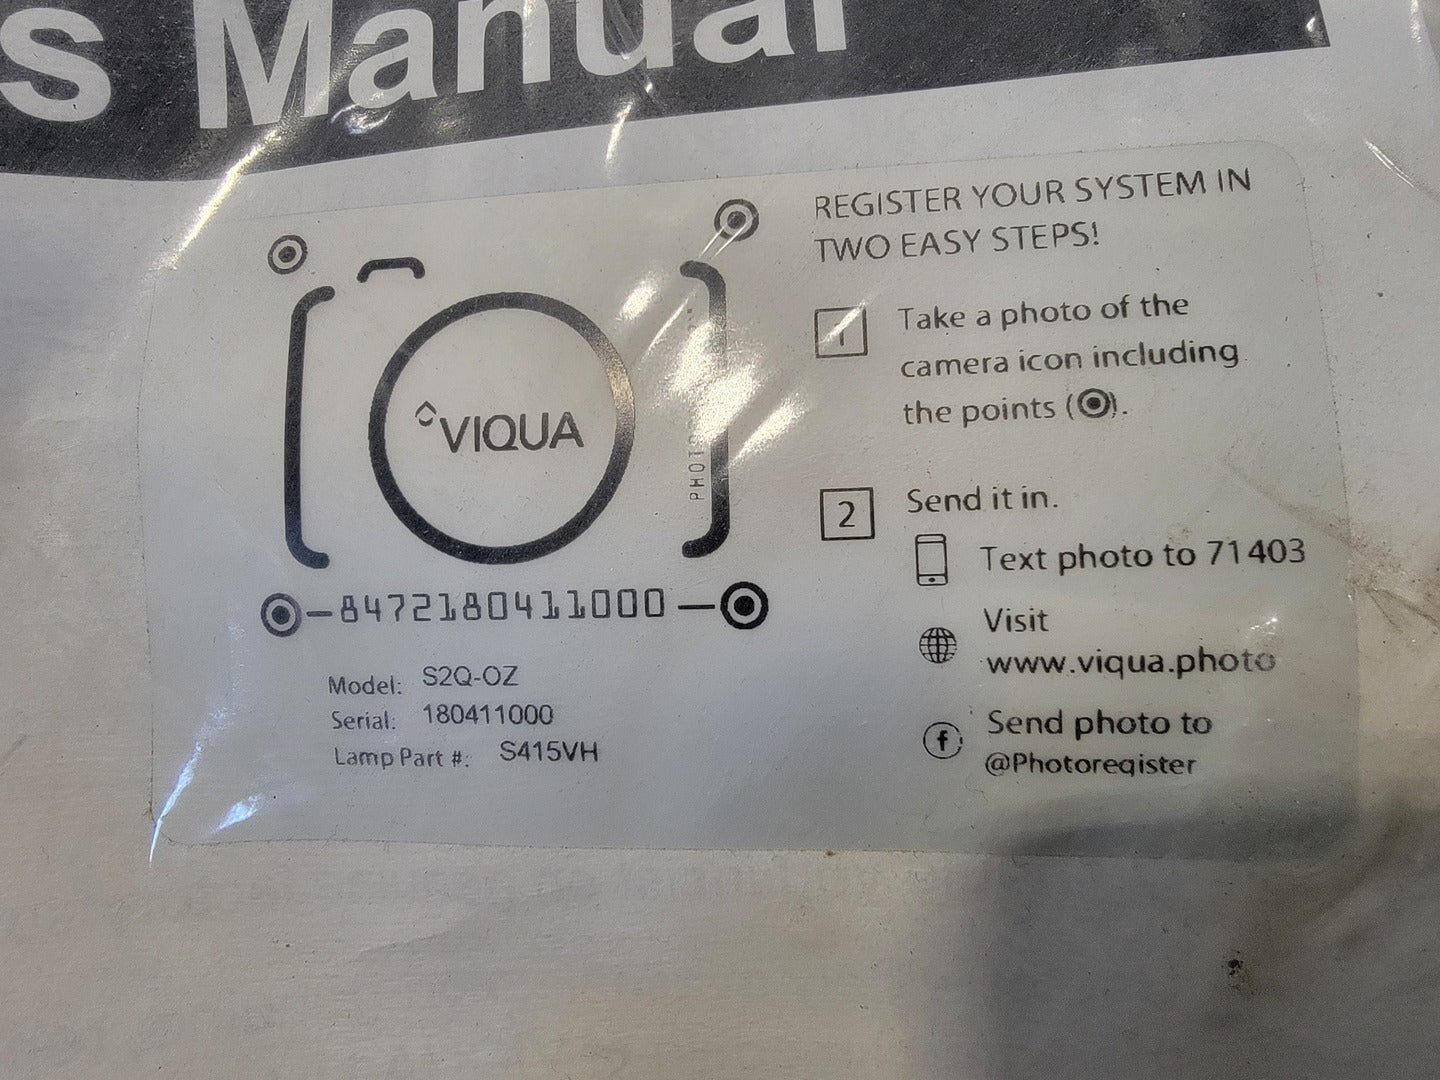 s Manual
REGISTER YOUR SYSTEM IN
TWO EASY STEPS!
1
Take a photo of the
camera icon including
the points ( ).
VIQUA
2
Send it in.
Text photo to 71403
Visit
www.viqua.photo
Send photo to
@Photoregister
-8472180411000-
Model: S2Q-OZ
Serial: 180411000
Lamp Part #: S415VH